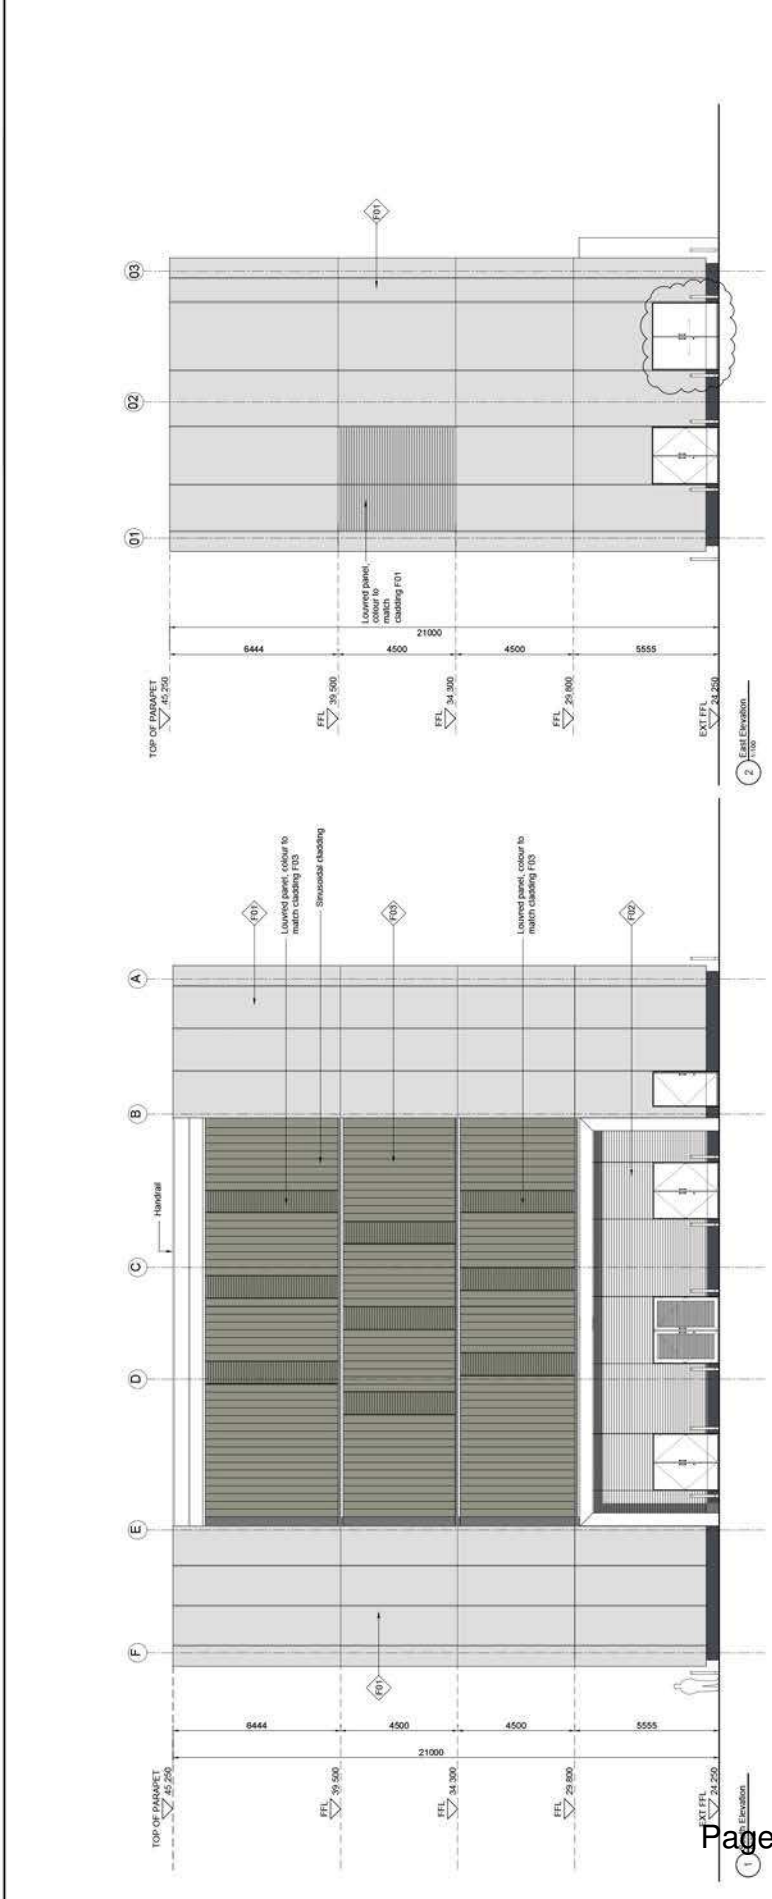 F
E
D
C
B
A
Handrail
F01
Louvred panel, colour to
match cladding F03
Sinusoidal cladding
F03
Louvred panel, colour to
match cladding F03
F02
F01
TOP OF PARAPET
45.250
FFL
39.500
FFL
34.300
FFL
29.800
EXT FFL
24.250
6444
4500
4500
5555
21000
1
Elevation
Page
01
02
03
F01
Louvred panel,
colour to
match
cladding F01
TOP OF PARAPET
45.250
FFL
39.500
FFL
34.300
FFL
29.800
EXT FFL
24.250
6444
4500
4500
5555
21000
2
East Elevation
1:100